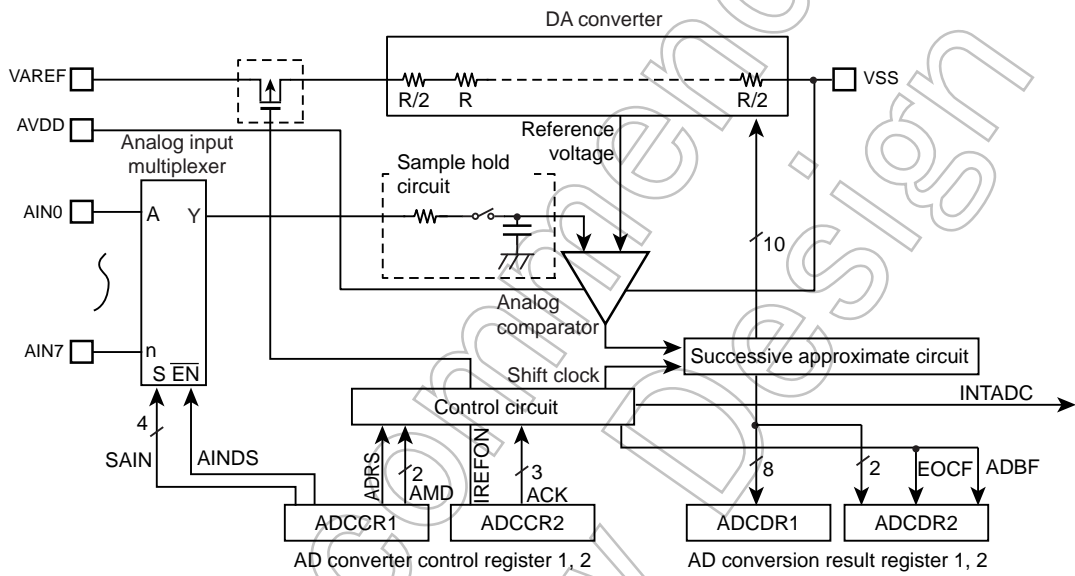 DA converter
VAREF
R/2
R
R/2
VSS
AVDD
Reference
voltage
Analog input
multiplexer
Sample hold
circuit
AIN0
A
Y
10
Analog
comparator
AIN7
n
S
EN
Successive approximate circuit
Shift clock
INTADC
Control circuit
4
SAIN
AINDS
ADRS
2
AMD
IREFON
3
ACK
8
2
EOCF
ADBF
ADCCR1
ADCCR2
ADCDR1
ADCDR2
AD converter control register 1, 2
AD conversion result register 1, 2